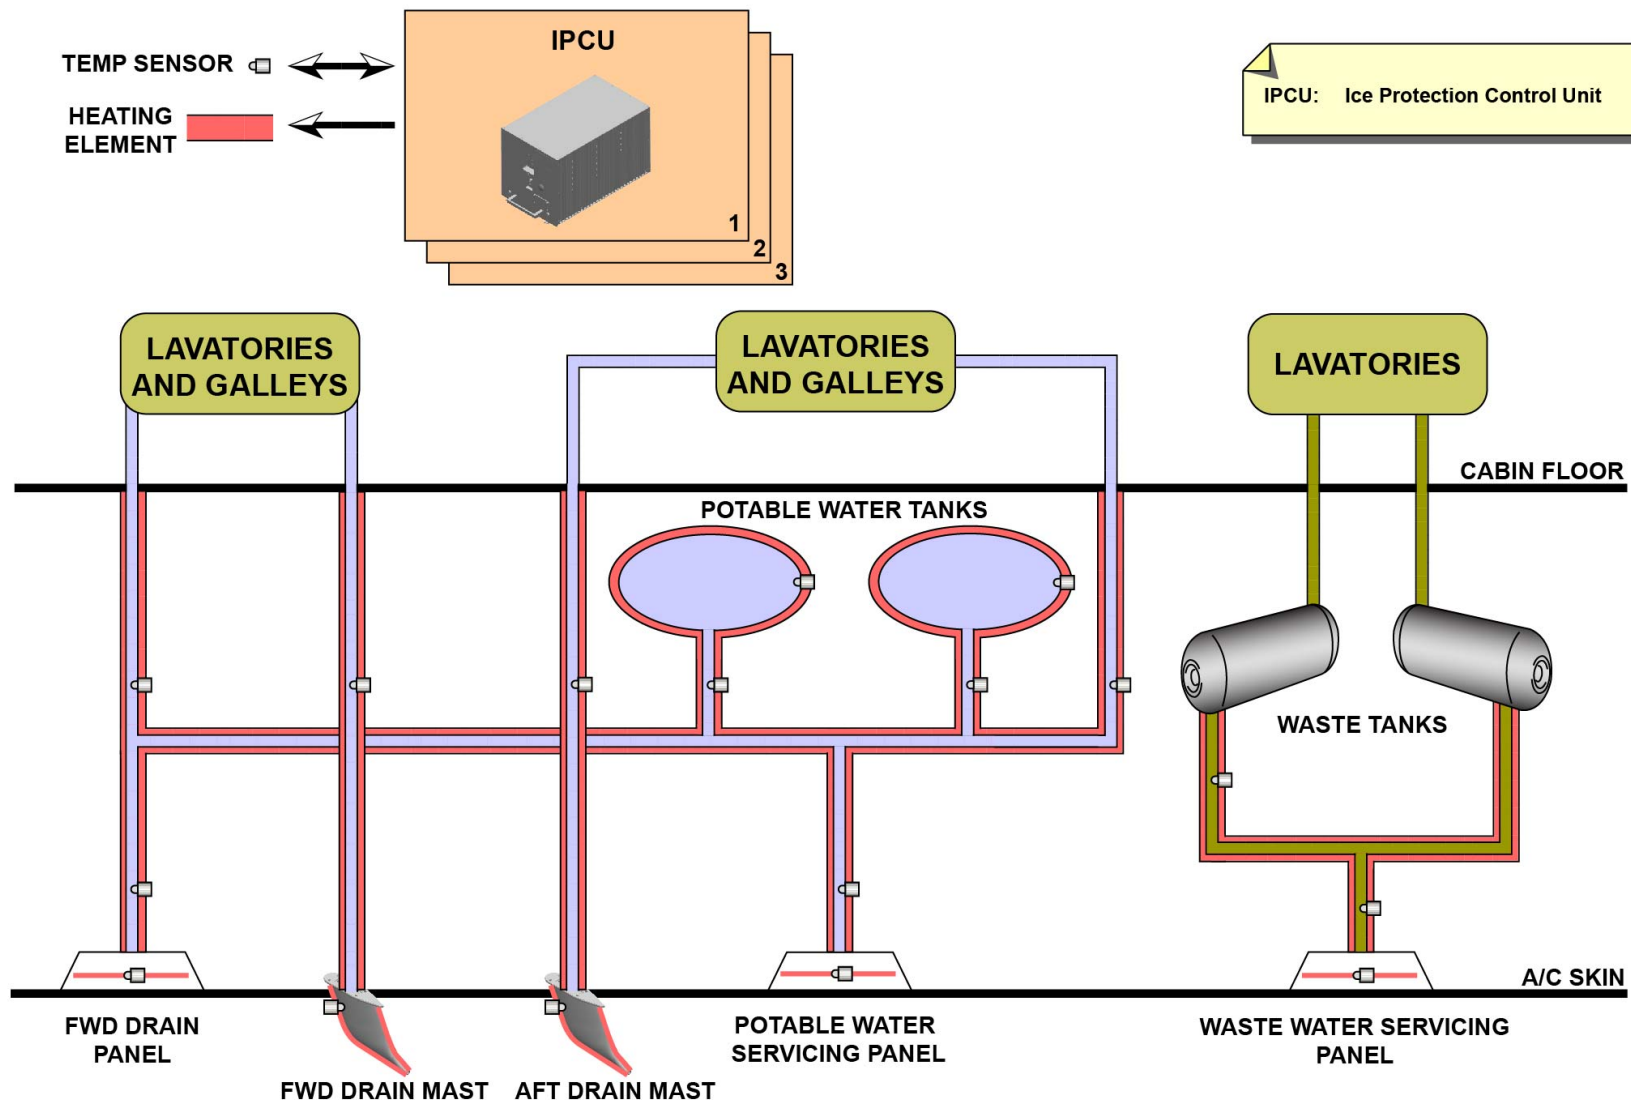 IPCU
TEMP SENSOR
HEATING
ELEMENT
1
2
3
IPCU: Ice Protection Control Unit
LAVATORIES
AND GALLEYS
LAVATORIES
AND GALLEYS
LAVATORIES
CABIN FLOOR
POTABLE WATER TANKS
WASTE TANKS
A/C SKIN
FWD DRAIN
PANEL
FWD DRAIN MAST
AFT DRAIN MAST
POTABLE WATER
SERVICING PANEL
WASTE WATER SERVICING
PANEL